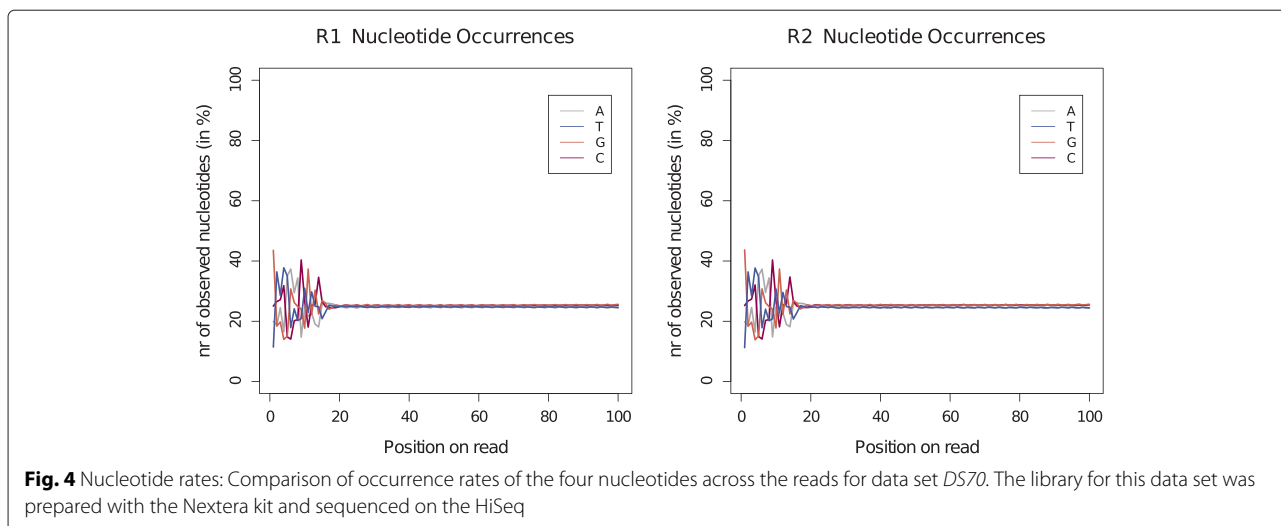 R1 Nucleotide Occurrences
nr of observed nucleotides (in %)
100
80
60
40
20
0
A
T
G
C
0 20 40 60 80 100
Position on read
R2 Nucleotide Occurrences
nr of observed nucleotides (in %)
100
80
60
40
20
0
A
T
G
C
0 20 40 60 80 100
Position on read
Fig. 4 Nucleotide rates: Comparison of occurrence rates of the four nucleotides across the reads for data set DS70. The library for this data set was
prepared with the Nextera kit and sequenced on the HiSeq